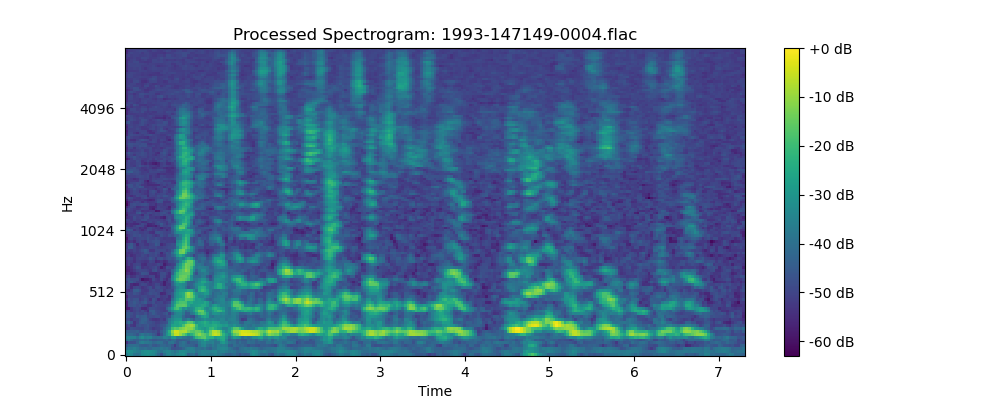 Processed Spectrogram: 1993-147149-0004.flac
Hz
4096
2048
1024
512
0
0 1 2 3 4 5 6 7
Time
+0 dB
-10 dB
-20 dB
-30 dB
-40 dB
-50 dB
-60 dB